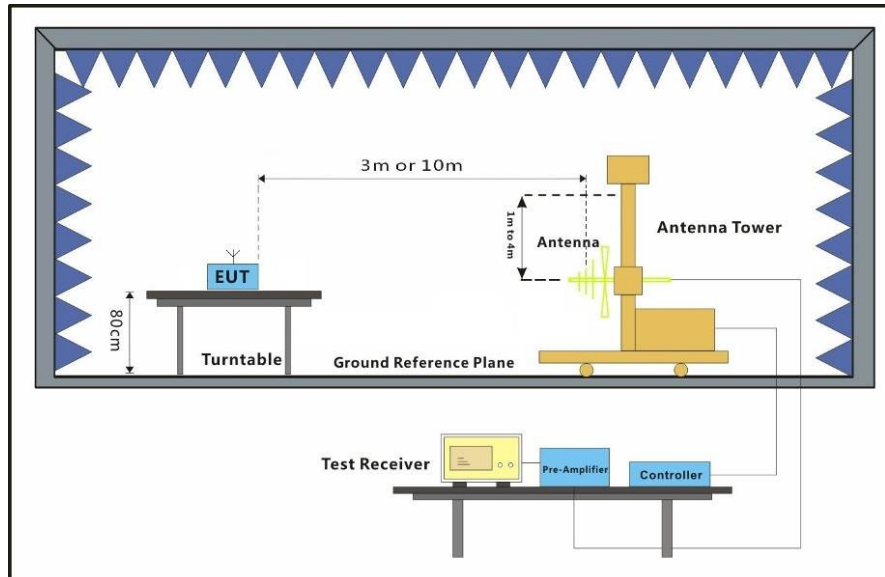 3m or 10m
1m to 4m
Antenna
Antenna Tower
EUT
80cm
Turntable
Ground Reference Plane
Test Receiver
Pre-Amplifier
Controller